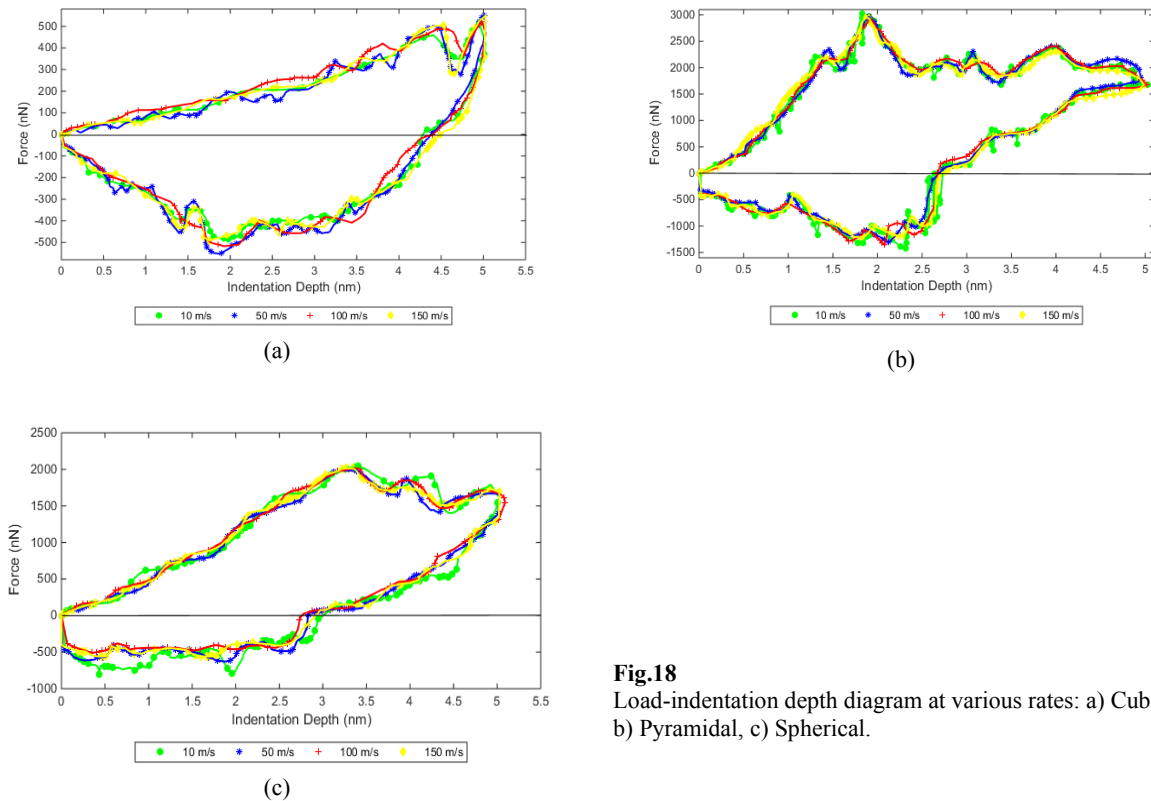 500
400
300
200
100
0
-100
-200
-300
-400
-500
Force (nN)
0 0.5 1 1.5 2 2.5 3 3.5 4 4.5 5 5.5
Indentation Depth (nm)
10 m/s 50 m/s 100 m/s 150 m/s
(a)
3000
2500
2000
1500
1000
500
0
-500
-1000
-1500
Force (nN)
0 0.5 1 1.5 2 2.5 3 3.5 4 4.5 5
Indentation Depth (nm)
10 m/s 50 m/s 100 m/s 150 m/s
(b)
2500
2000
1500
1000
500
0
-500
-1000
Force (nN)
0 0.5 1 1.5 2 2.5 3 3.5 4 4.5 5 5.5
Indentation Depth (nm)
10 m/s 50 m/s 100 m/s 150 m/s
(c)
Fig.18
Load-indentation depth diagram at various rates: a) Cub
b) Pyramidal, c) Spherical.